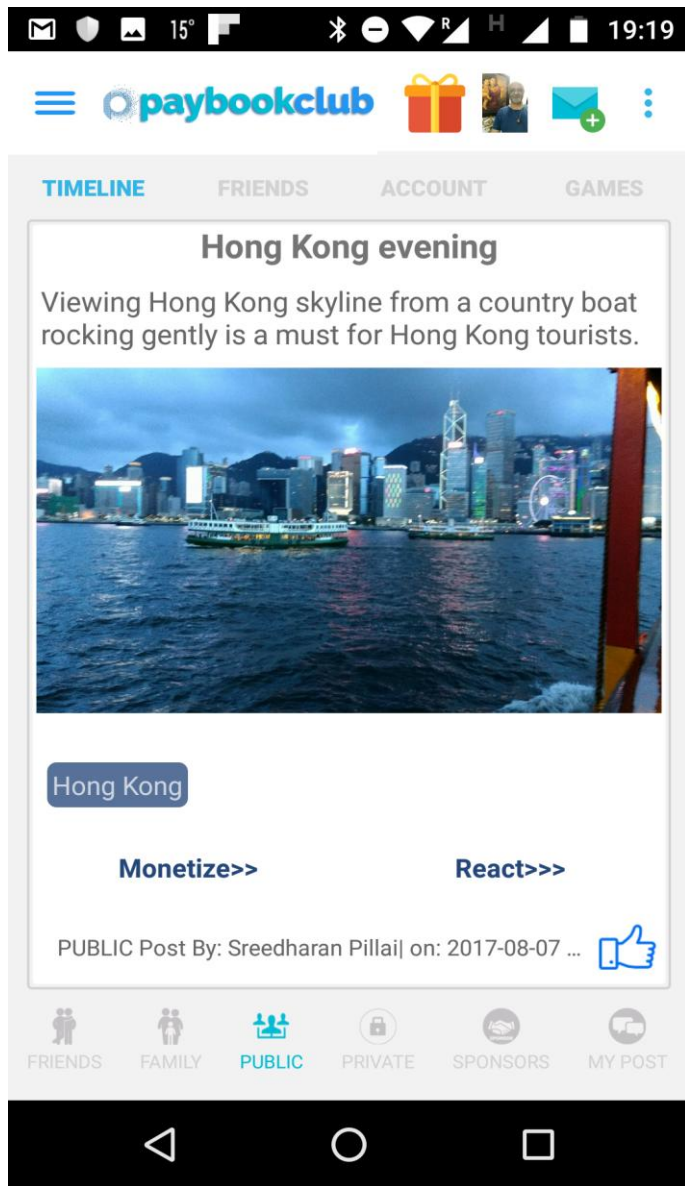 15° R H 19:19
paybookclub
TIMELINE FRIENDS ACCOUNT GAMES
Hong Kong evening
Viewing Hong Kong skyline from a country boat
rocking gently is a must for Hong Kong tourists.
Hong Kong
Monetize>> React>>>
PUBLIC Post By: Sreedharan Pillai| on: 2017-08-07 ...
FRIENDS FAMILY PUBLIC PRIVATE SPONSORS MY POST